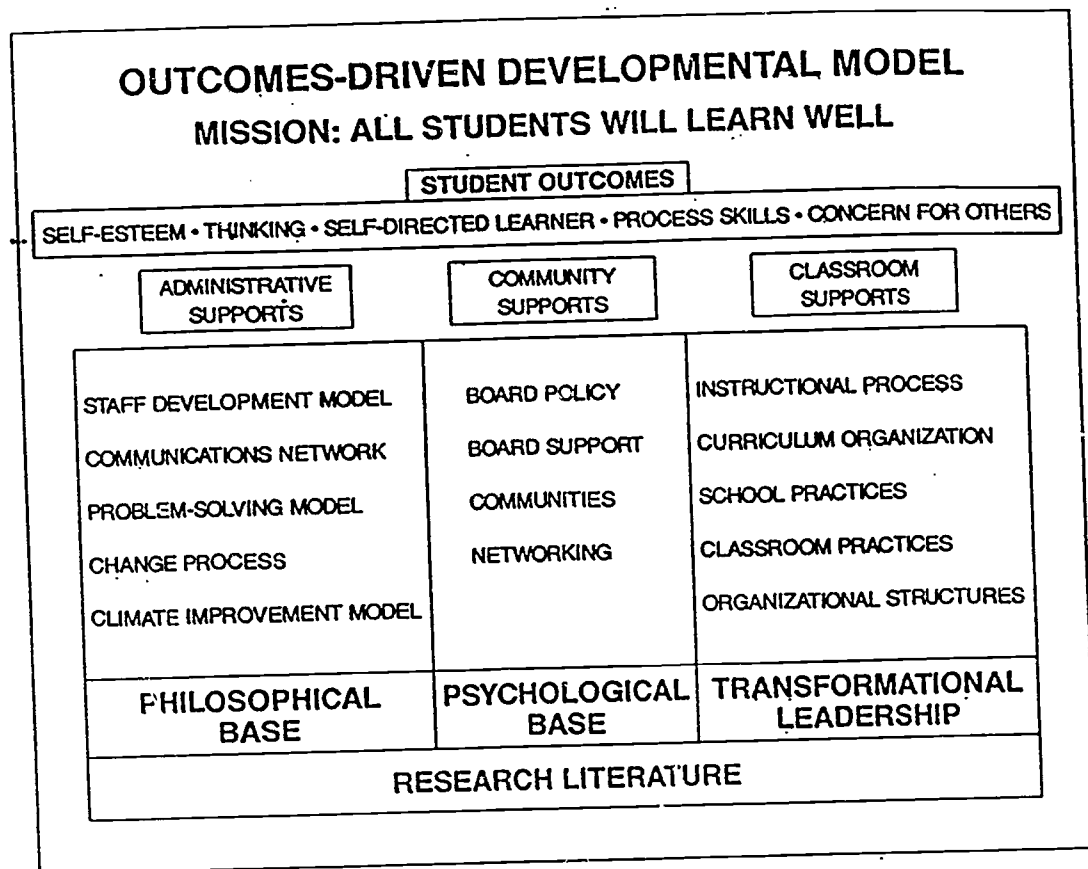 OUTCOMES-DRIVEN DEVELOPMENTAL MODEL
MISSION: ALL STUDENTS WILL LEARN WELL
STUDENT OUTCOMES
SELF-ESTEEM • THINKING • SELF-DIRECTED LEARNER • PROCESS SKILLS • CONCERN FOR OTHERS
ADMINISTRATIVE
SUPPORTS
COMMUNITY
SUPPORTS
CLASSROOM
SUPPORTS
STAFF DEVELOPMENT MODEL
COMMUNICATIONS NETWORK
PROBLEM-SOLVING MODEL
CHANGE PROCESS
CLIMATE IMPROVEMENT MODEL
BOARD POLICY
BOARD SUPPORT
COMMUNITIES
NETWORKING
INSTRUCTIONAL PROCESS
CURRICULUM ORGANIZATION
SCHOOL PRACTICES
CLASSROOM PRACTICES
ORGANIZATIONAL STRUCTURES
PHILOSOPHICAL
BASE
PSYCHOLOGICAL
BASE
TRANSFORMATIONAL
LEADERSHIP
RESEARCH LITERATURE